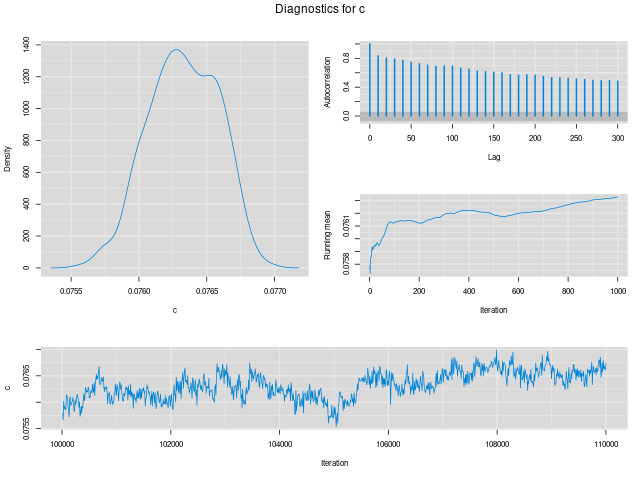 Diagnostics for c
Density
0 200 400 600 800 1000 1200 1400
0.0755 0.0760 0.0765 0.0770
c
Autocorrelation
0.0 0.4 0.8
0 50 100 150 200 250 300
Lag
Running mean
0.0758 0.0761
0 200 400 600 800 1000
Iteration
c
0.0755 0.0765
100000 102000 104000 106000 108000 110000
Iteration